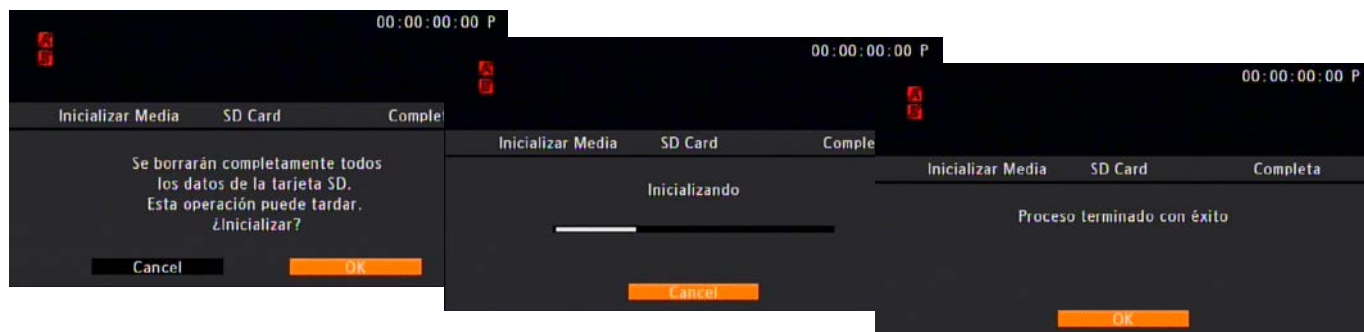 00:00:00:00 P
A
B
Inicializar Media SD Card Complet
Se borrarán completamente todos
los datos de la tarjeta SD.
Esta operación puede tardar.
¿Inicializar?
Cancel OK
00:00:00:00 P
A
B
Inicializar Media SD Card Comple
Inicializando
Cancel
00:00:00:00 P
A
B
Inicializar Media SD Card Completa
Proceso terminado con éxito
OK